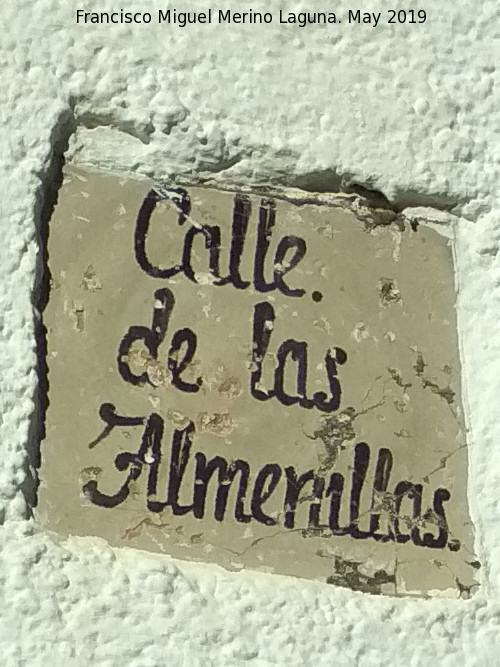 Francisco Miguel Merino Laguna. May 2019
Calle.
de las
Almenillas.